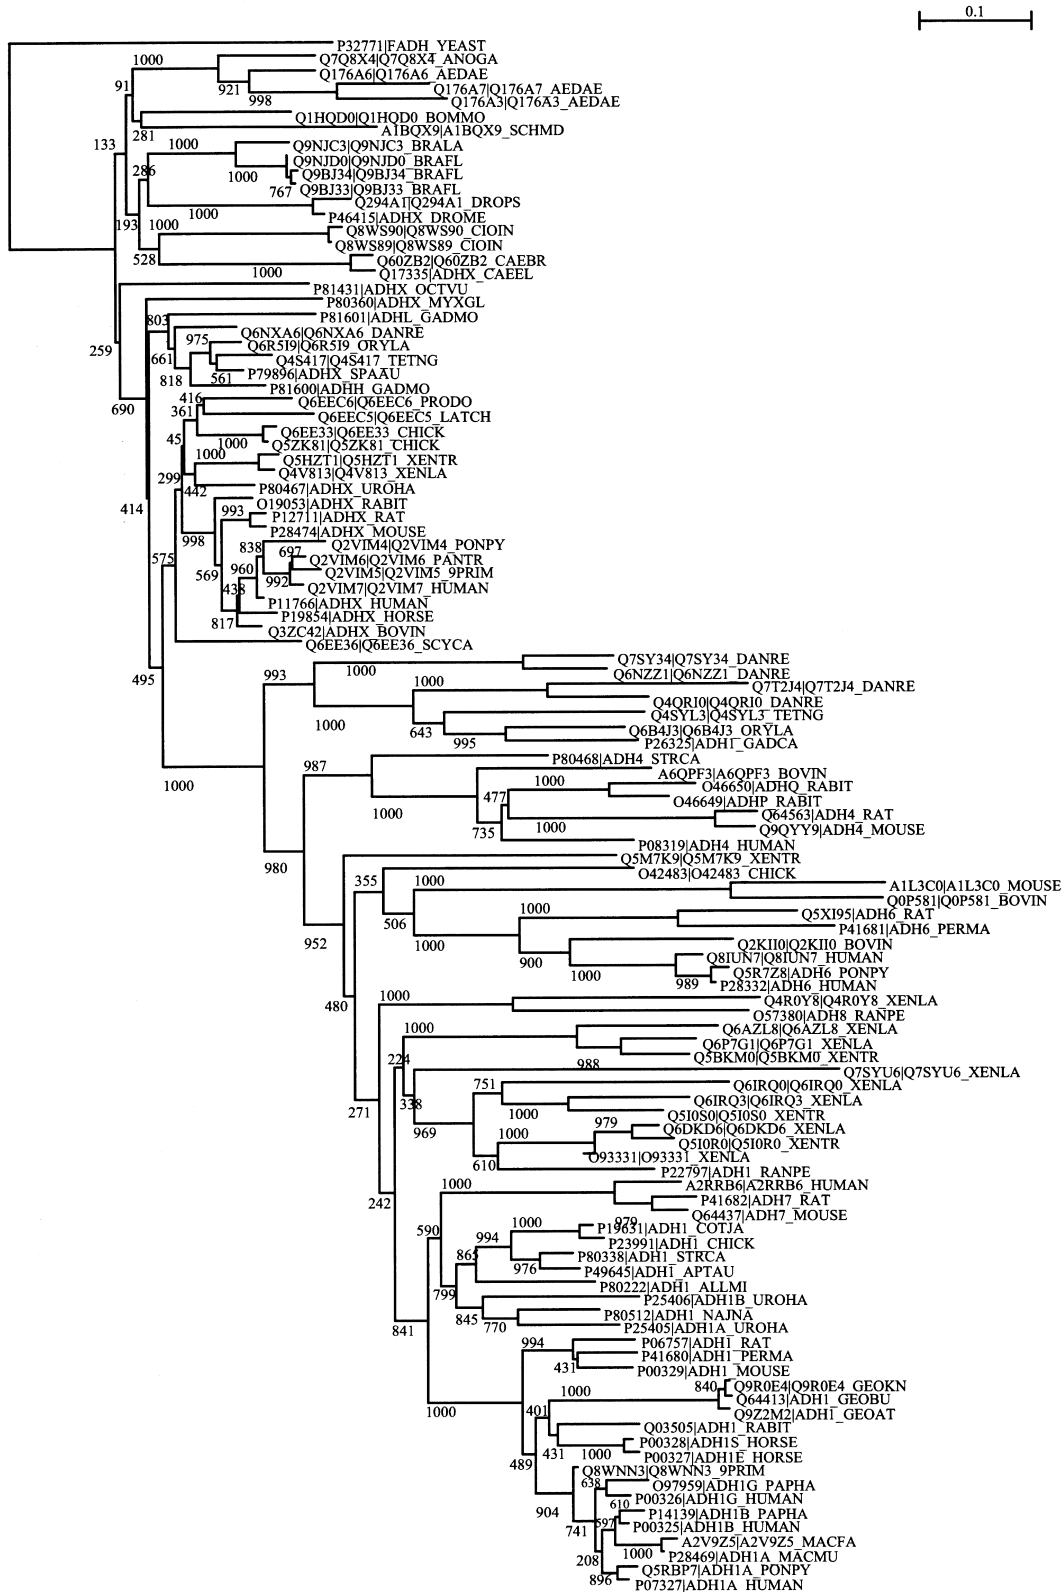 0.1
P32771|FADH_YEAST
1000
Q7Q8X4|Q7Q8X4_ANOGA
Q176A6|Q176A6_AEDAE
91
921
998
Q176A7|Q176A7_AEDAE
Q176A3|Q176A3_AEDAE
Q1HQD0|Q1HQD0_BOMMO
281
A1BQX9|A1BQX9_SCHMD
133
1000
Q9NJC3|Q9NJC3_BRALA
Q9NJD0|Q9NJD0_BRAFL
286
1000
Q9BJ34|Q9BJ34_BRAFL
767
Q9BJ33|Q9BJ33_BRAFL
Q294A1|Q294A1_DROPS
1000
P46415|ADHX_DROME
193
1000
Q8WS90|Q8WS90_CIOIN
Q8WS89|Q8WS89_CIOIN
528
Q60ZB2|Q60ZB2_CAEBR
1000
Q17335|ADHX_CAEEL
P81431|ADHX_OCTVU
P80360|ADHX_MYXGL
803
P81601|ADHL_GADMO
Q6NXA6|Q6NXA6_DANRE
259
975
Q6R5I9|Q6R5I9_ORYLA
661
Q4S417|Q4S417_TETNG
818
561
P79896|ADHX_SPAAU
P81600|ADHH_GADMO
690
416
Q6EEC6|Q6EEC6_PRODO
361
Q6EEC5|Q6EEC5_LATCH
Q6EE33|Q6EE33_CHICK
45
1000
Q5ZK81|Q5ZK81_CHICK
1000
Q5HZT1|Q5HZT1_XENTR
299
Q4V813|Q4V813_XENLA
442
P80467|ADHX_UROHA
414
O19053|ADHX_RABIT
993
P12711|ADHX_RAT
998
P28474|ADHX_MOUSE
838
697
Q2VIM4|Q2VIM4_PONPY
575
Q2VIM6|Q2VIM6_PANTR
569
960
992
Q2VIM5|Q2VIM5_9PRIM
438
Q2VIM7|Q2VIM7_HUMAN
P11766|ADHX_HUMAN
817
P19854|ADHX_HORSE
Q3ZC42|ADHX_BOVIN
Q6EE36|Q6EE36_SCYCA
495
993
1000
Q7SY34|Q7SY34_DANRE
Q6NZZ1|Q6NZZ1_DANRE
1000
Q7T2J4|Q7T2J4_DANRE
Q4QRI0|Q4QRI0_DANRE
1000
643
Q4SYL3|Q4SYL3_TETNG
Q6B4J3|Q6B4J3_ORYLA
995
P26325|ADH1_GADCA
1000
987
P80468|ADH4_STRCA
A6QPF3|A6QPF3_BOVIN
1000
O46650|ADHQ_RABIT
477
O46649|ADHP_RABIT
1000
735
1000
Q64563|ADH4_RAT
Q9QYY9|ADH4_MOUSE
P08319|ADH4_HUMAN
980
Q5M7K9|Q5M7K9_XENTR
355
O42483|O42483_CHICK
1000
A1L3C0|A1L3C0_MOUSE
Q0P581|Q0P581_BOVIN
506
1000
Q5XI95|ADH6_RAT
952
1000
P41681|ADH6_PERMA
Q2KII0|Q2KII0_BOVIN
900
1000
Q8IUN7|Q8IUN7_HUMAN
Q5R7Z8|ADH6_PONPY
989
P28332|ADH6_HUMAN
480
1000
Q4R0Y8|Q4R0Y8_XENLA
O57380|ADH8_RANPE
1000
Q6AZL8|Q6AZL8_XENLA
Q6P7G1|Q6P7G1_XENLA
224
988
Q5BKM0|Q5BKM0_XENTR
Q7SYU6|Q7SYU6_XENLA
271
338
751
Q6IRQ0|Q6IRQ0_XENLA
Q6IRQ3|Q6IRQ3_XENLA
1000
Q5I0S0|Q5I0S0_XENTR
969
979
Q6DKD6|Q6DKD6_XENLA
1000
Q5I0R0|Q5I0R0_XENTR
610
O93331|O93331_XENLA
P22797|ADH1_RANPE
242
1000
A2RRB6|A2RRB6_HUMAN
P41682|ADH7_RAT
979
Q64437|ADH7_MOUSE
590
1000
P19631|ADH1_COTJA
994
P23991|ADH1_CHICK
865
976
P80338|ADH1_STRCA
P49645|ADH1_APTAU
799
P80222|ADH1_ALLMI
P25406|ADH1B_UROHA
841
845
770
P80512|ADH1_NAJNA
P25405|ADH1A_UROHA
994
P06757|ADH1_RAT
431
P41680|ADH1_PERMA
P00329|ADH1_MOUSE
1000
1000
840
Q9R0E4|Q9R0E4_GEOKN
Q64413|ADH1_GEOBU
401
Q9Z2M2|ADH1_GEOAT
Q03505|ADH1_RABIT
489
431
1000
P00328|ADH1S_HORSE
P00327|ADH1E_HORSE
Q8WNN3|Q8WNN3_9PRIM
638
O97959|ADH1G_PAPHA
904
610
P00326|ADH1G_HUMAN
741
597
P14139|ADH1B_PAPHA
P00325|ADH1B_HUMAN
A2V9Z5|A2V9Z5_MACFA
208
1000
P28469|ADH1A_MACMU
896
Q5RBP7|ADH1A_PONPY
P07327|ADH1A_HUMAN